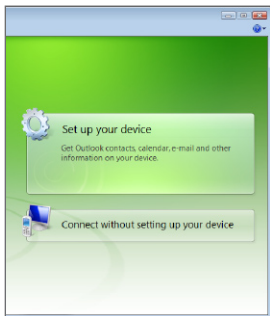 Set up your device
Get Outlook contacts, calendar, e-mail and other
information on your device.
Connect without setting up your device